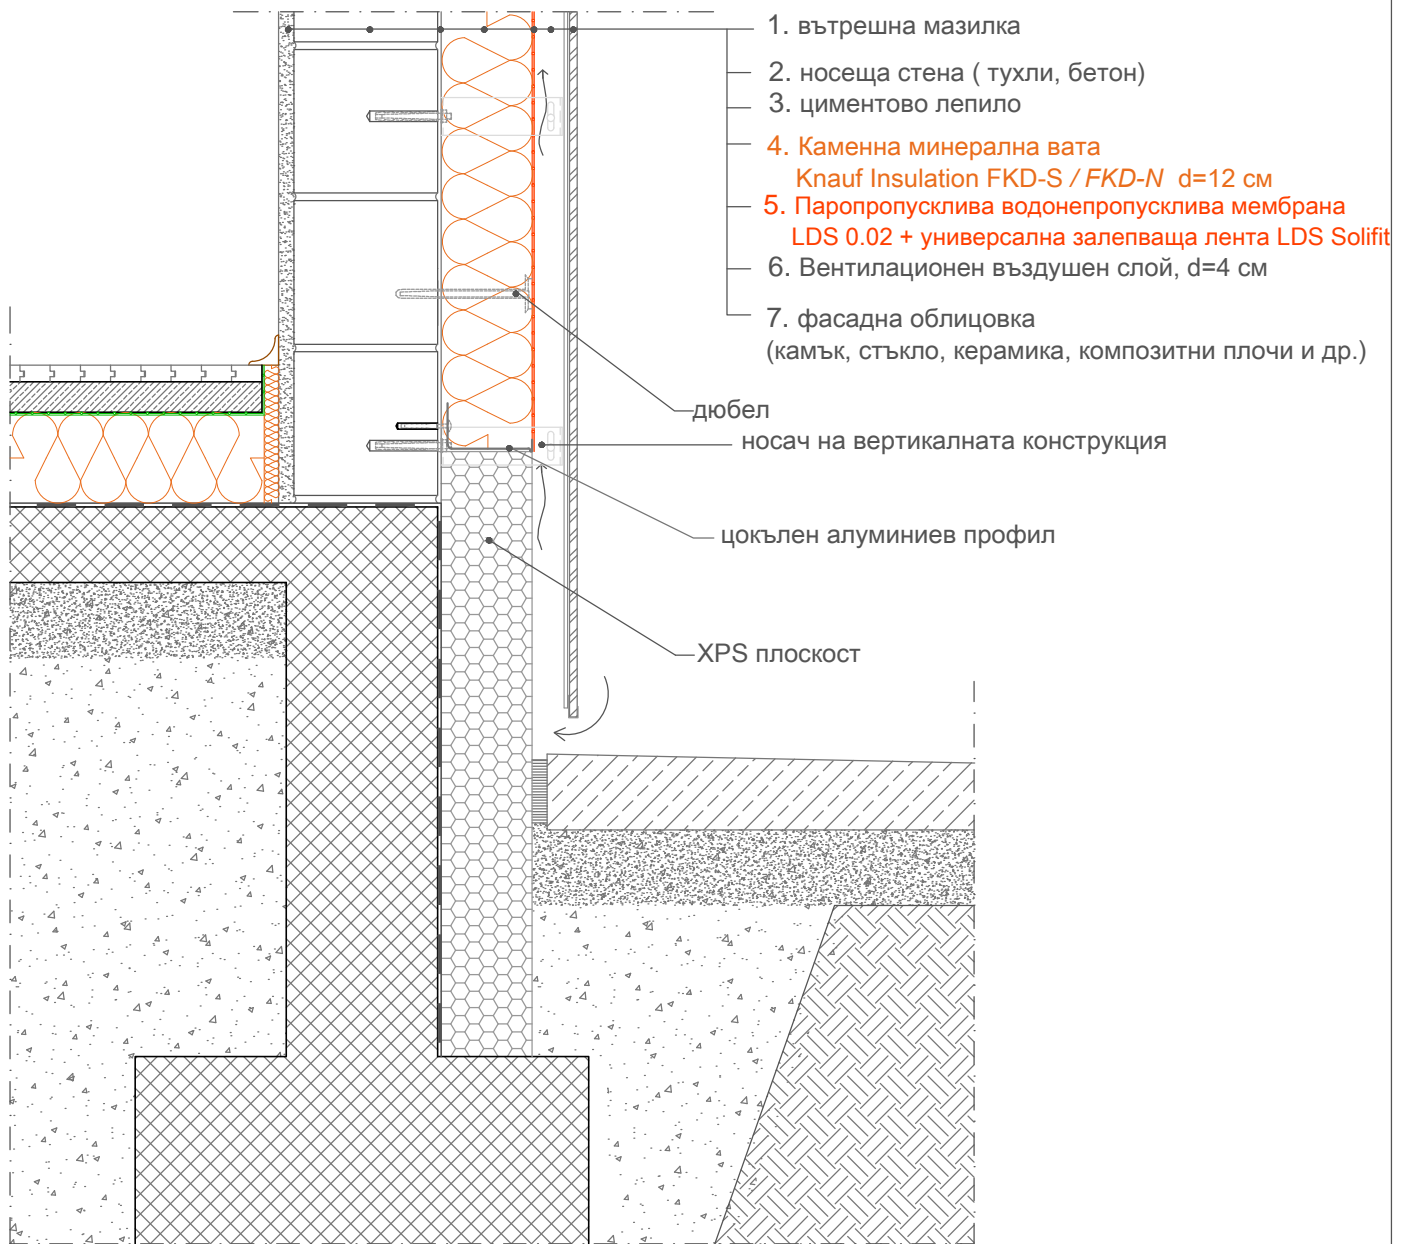 1. вътрешна мазилка
2. носеща стена ( тухли, бетон)
3. циментово лепило
4. Каменна минерална вата
Knauf Insulation FKD-S / FKD-N d=12 см
5. Паропропусклива водонепропусклива мембрана
LDS 0.02 + универсална залепваща лента LDS Solifit
6. Вентилационен въздушен слой, d=4 см
7. фасадна облицовка
(камък, стъкло, керамика, композитни плочи и др.)
дюбел
носач на вертикалната конструкция
цокълен алуминиев профил
XPS плоскост